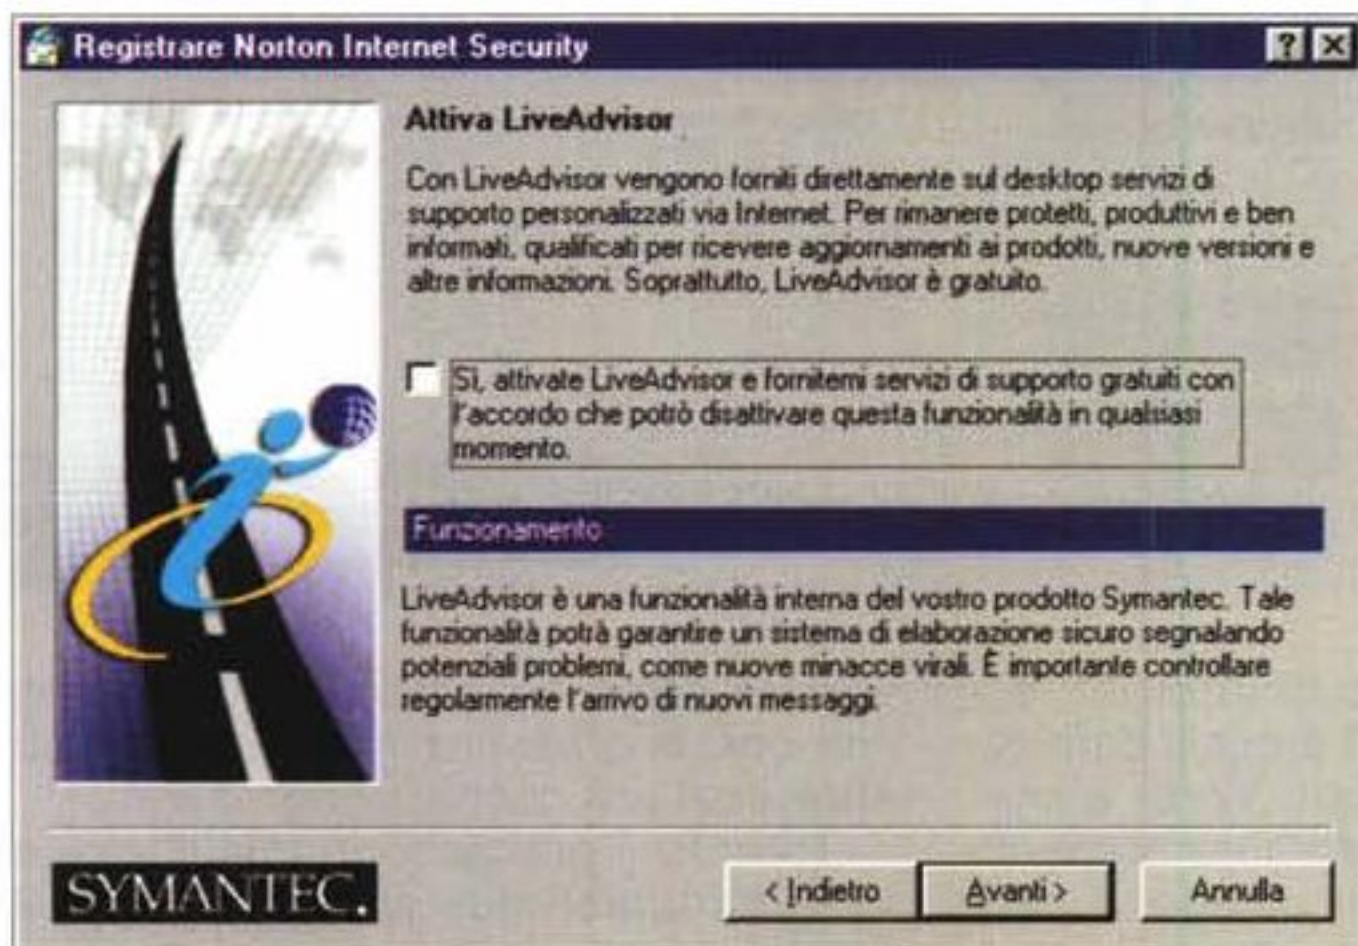 Registrare Norton Internet Security
Attiva LiveAdvisor
Con LiveAdvisor vengono forniti direttamente sul desktop servizi di
supporto personalizzati via Internet. Per rimanere protetti, produttivi e ben
informati, qualificati per ricevere aggiornamenti ai prodotti, nuove versioni e
altre informazioni. Soprattutto, LiveAdvisor è gratuito.
Sì, attivate LiveAdvisor e fornitemi servizi di supporto gratuiti con
l'accordo che potrò disattivare questa funzionalità in qualsiasi
momento.
Funzionamento
LiveAdvisor è una funzionalità interna del vostro prodotto Symantec. Tale
funzionalità potrà garantire un sistema di elaborazione sicuro segnalando
potenziali problemi, come nuove minacce virali. È importante controllare
regolarmente l'arrivo di nuovi messaggi.
SYMANTEC.
< Indietro
Avanti >
Annulla